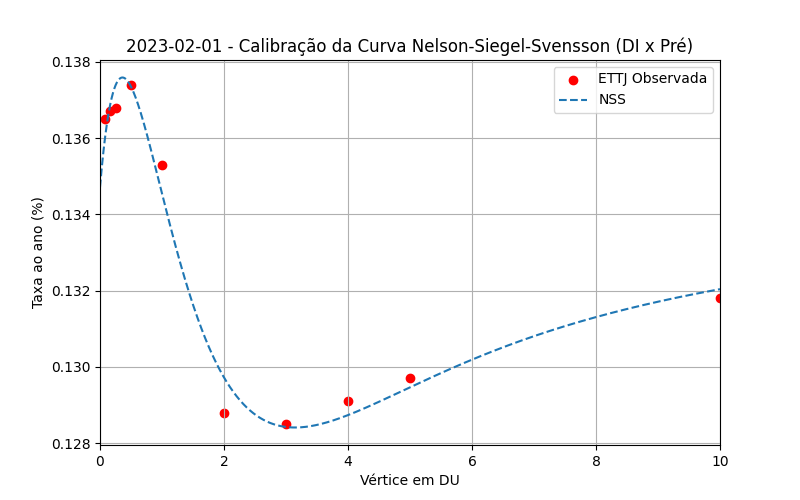 2023-02-01 - Calibração da Curva Nelson-Siegel-Svensson (DI x Pré)
0.138
0.136
0.134
0.132
0.130
0.128
Taxa ao ano (%)
ETTJ Observada
NSS
0 2 4 6 8 10
Vértice em DU